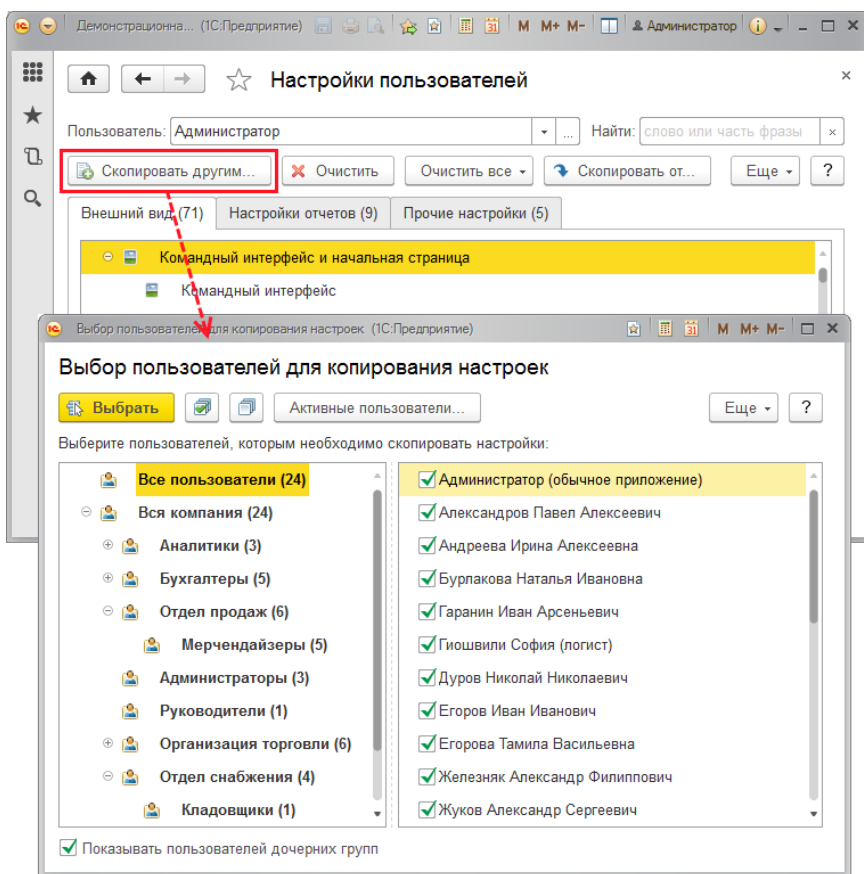 Демонстрационна... (1С:Предприятие) 31 M M+ M- Администратор
Настройки пользователей
Пользователь: Администратор ... Найти: слово или часть фразы ×
Скопировать другим... Очистить Очистить все Скопировать от... Еще ?
Внешний вид (71) Настройки отчетов (9) Прочие настройки (5)
Командный интерфейс и начальная страница
Командный интерфейс
Выбор пользователей для копирования настроек (1С:Предприятие) 31 M M+ M-
Выбор пользователей для копирования настроек
Выбрать Активные пользователи... Еще ?
Выберите пользователей, которым необходимо скопировать настройки:
Все пользователи (24) Администратор (обычное приложение)
Вся компания (24) Александров Павел Алексеевич
Аналитики (3) Андреева Ирина Алексеевна
Бухгалтеры (5) Бурлакова Наталья Ивановна
Отдел продаж (6) Гаранин Иван Арсеньевич
Мерчендайзеры (5) Гиошвили София (логист)
Администраторы (3) Дуров Николай Николаевич
Руководители (1) Егоров Иван Иванович
Организация торговли (6) Егорова Тамила Васильевна
Отдел снабжения (4) Железняк Александр Филиппович
Кладовщики (1) Жуков Александр Сергеевич
Показывать пользователей дочерних групп